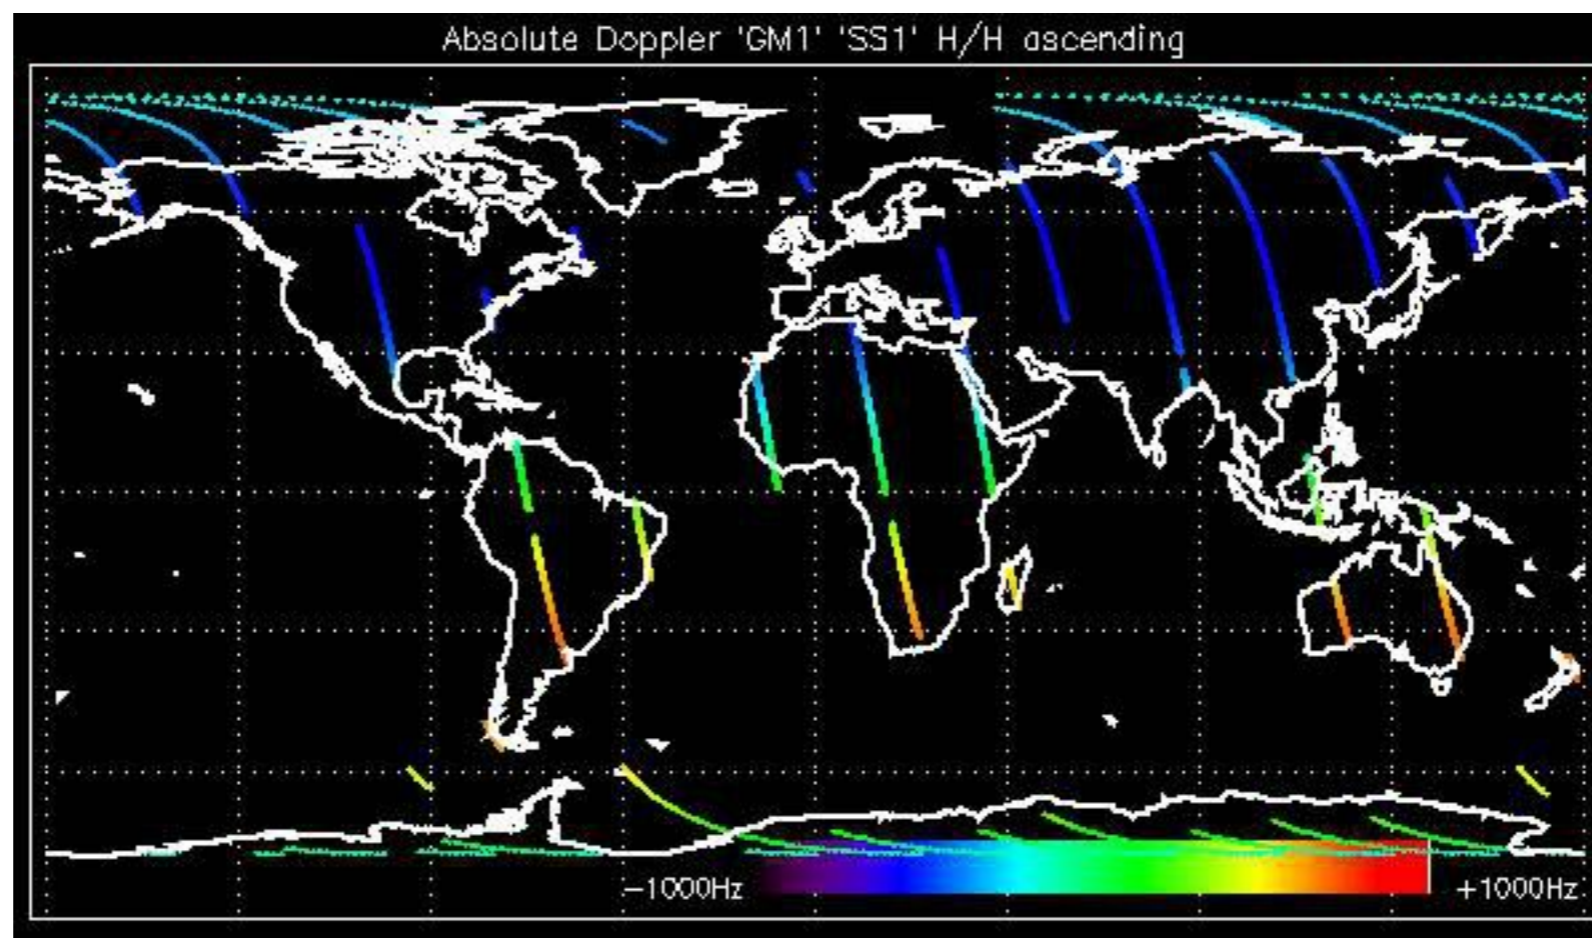 Absolute Doppler 'GM1' 'SS1' H/H ascending
-1000Hz
+1000Hz